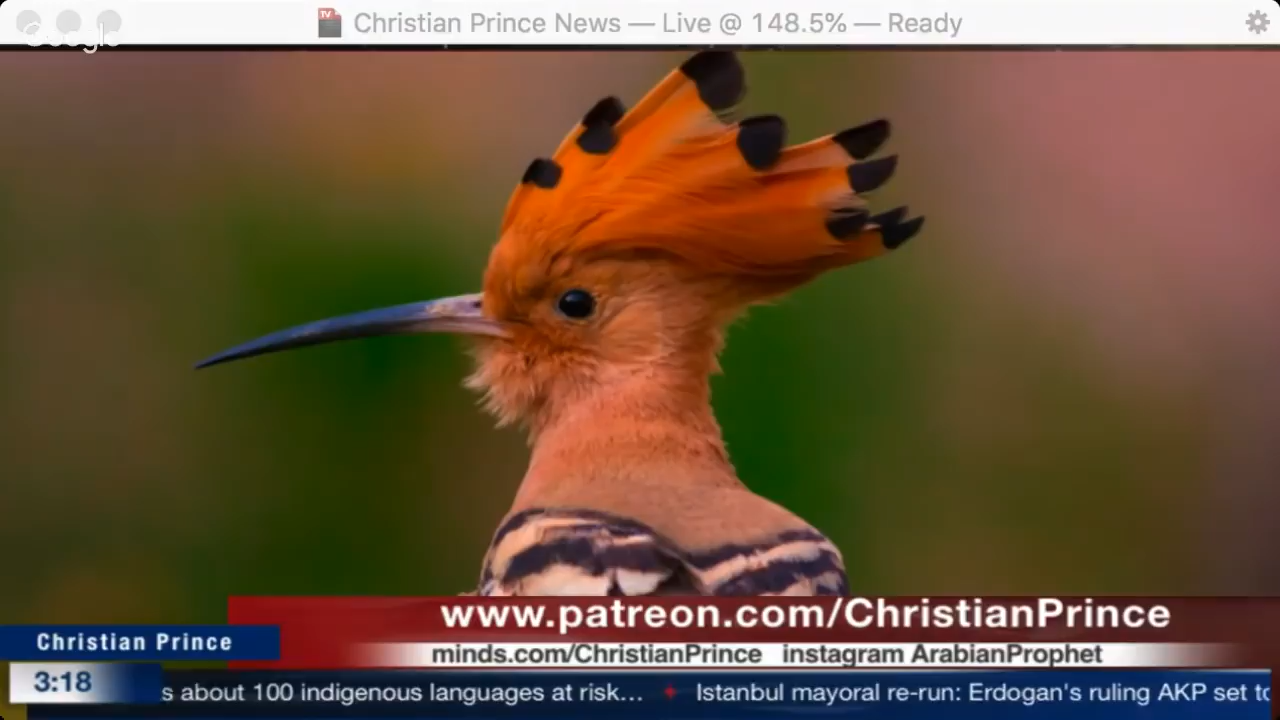 Christian Prince News — Live @ 148.5% — Ready
Google
www.patreon.com/ChristianPrince
Christian Prince
minds.com/ChristianPrince instagram ArabianProphet
3:18
s about 100 indigenous languages at risk... Istanbul mayoral re-run: Erdogan's ruling AKP set to